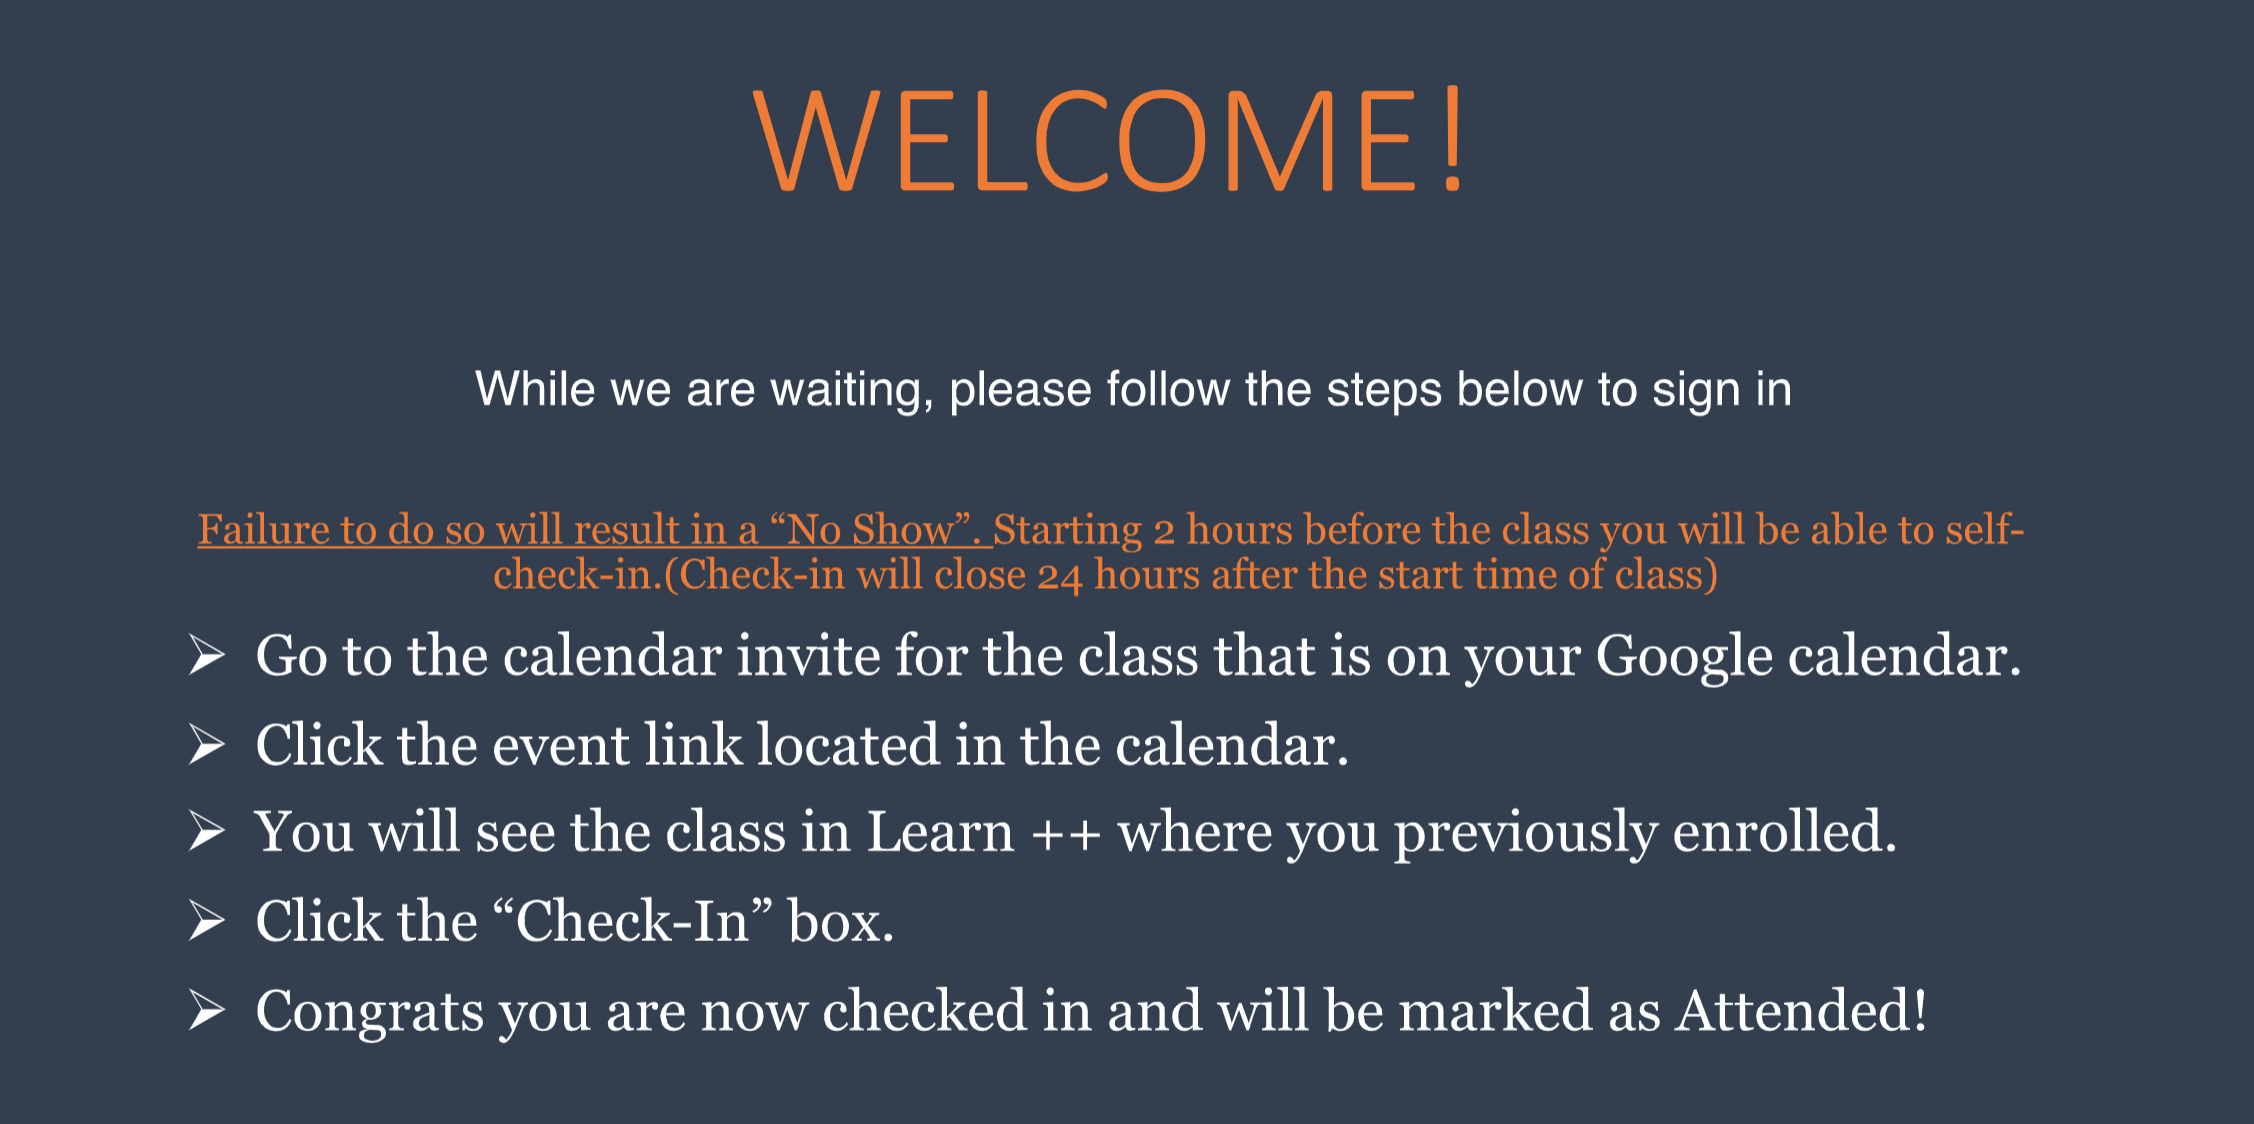 WELCOME!
While we are waiting, please follow the steps below to sign in
Failure to do so will result in a “No Show”. Starting 2 hours before the class you will be able to self-
check-in.(Check-in will close 24 hours after the start time of class)
➢ Go to the calendar invite for the class that is on your Google calendar.
➢ Click the event link located in the calendar.
➢ You will see the class in Learn ++ where you previously enrolled.
➢ Click the “Check-In” box.
➢ Congrats you are now checked in and will be marked as Attended!